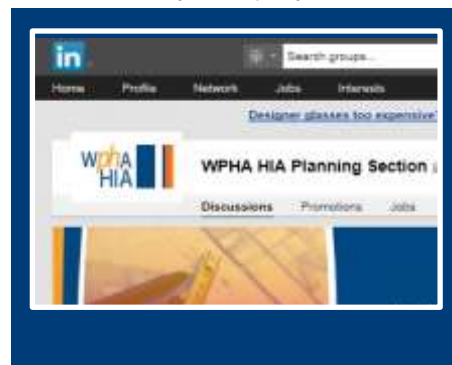 in
Search groups...
Home Profile Network Jobs Interests
Designer glasses too expensive?
WphA
HIA
WPHA HIA Planning Section
Discussions Promotions Jobs